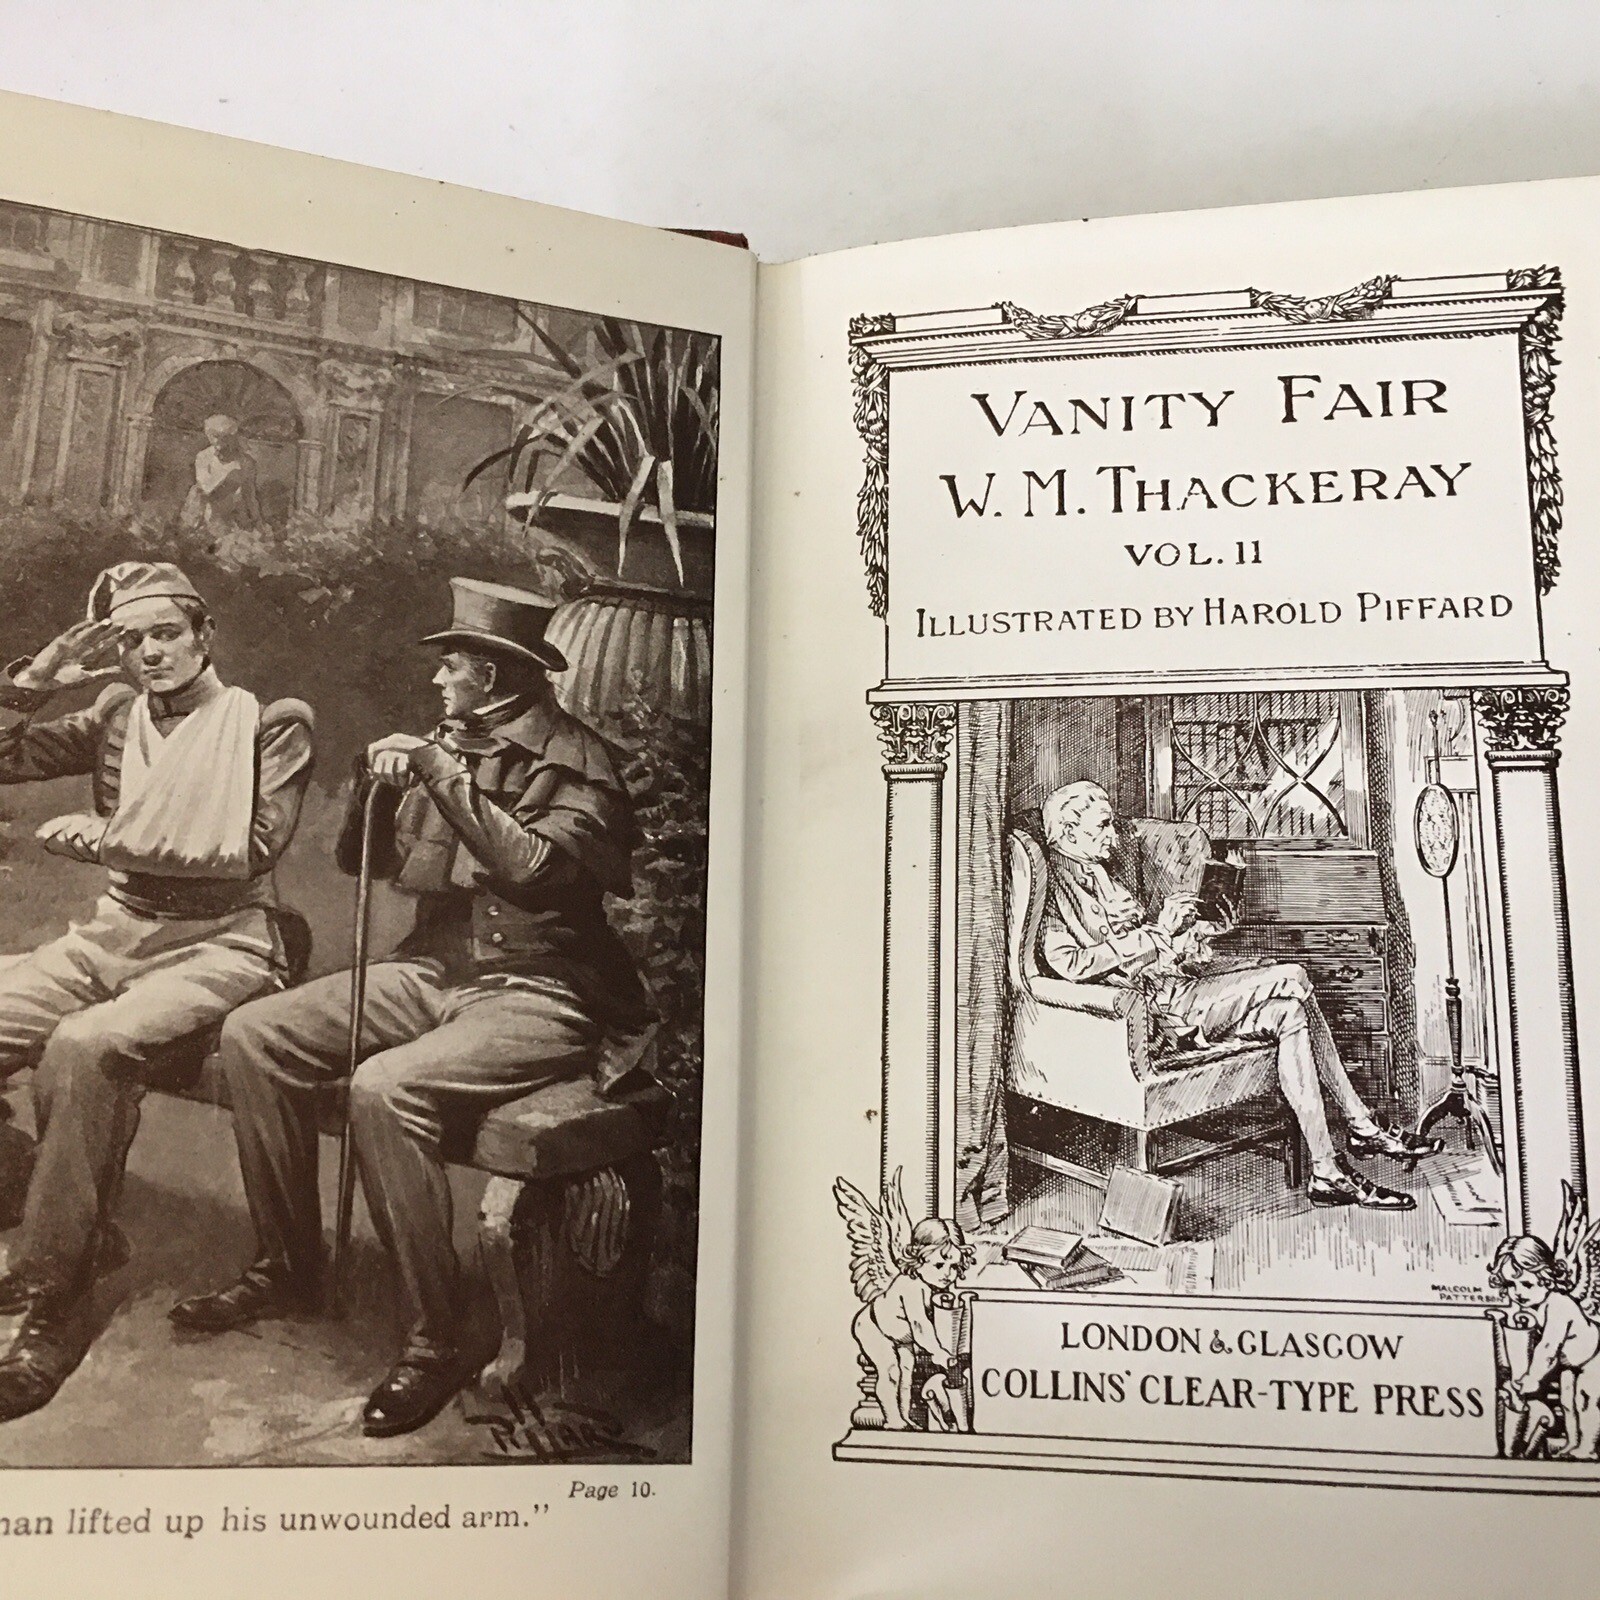 Page 10.
man lifted up his unwounded arm."
VANITY FAIR
W. M. THACKERAY
VOL. II
ILLUSTRATED BY HAROLD PIFFARD
MALCOLM
PATTERSON
LONDON & GLASGOW
COLLINS' CLEAR-TYPE PRESS